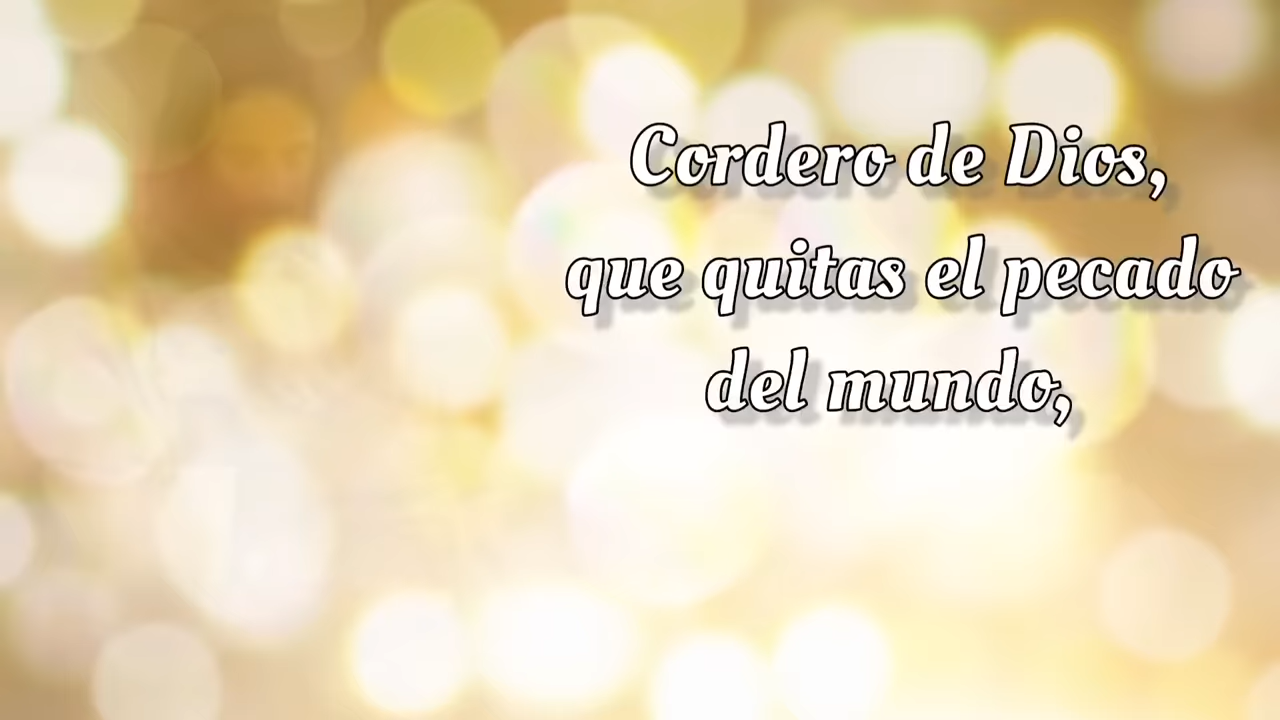 Cordero de Dios,
que quitas el pecado
del mundo,